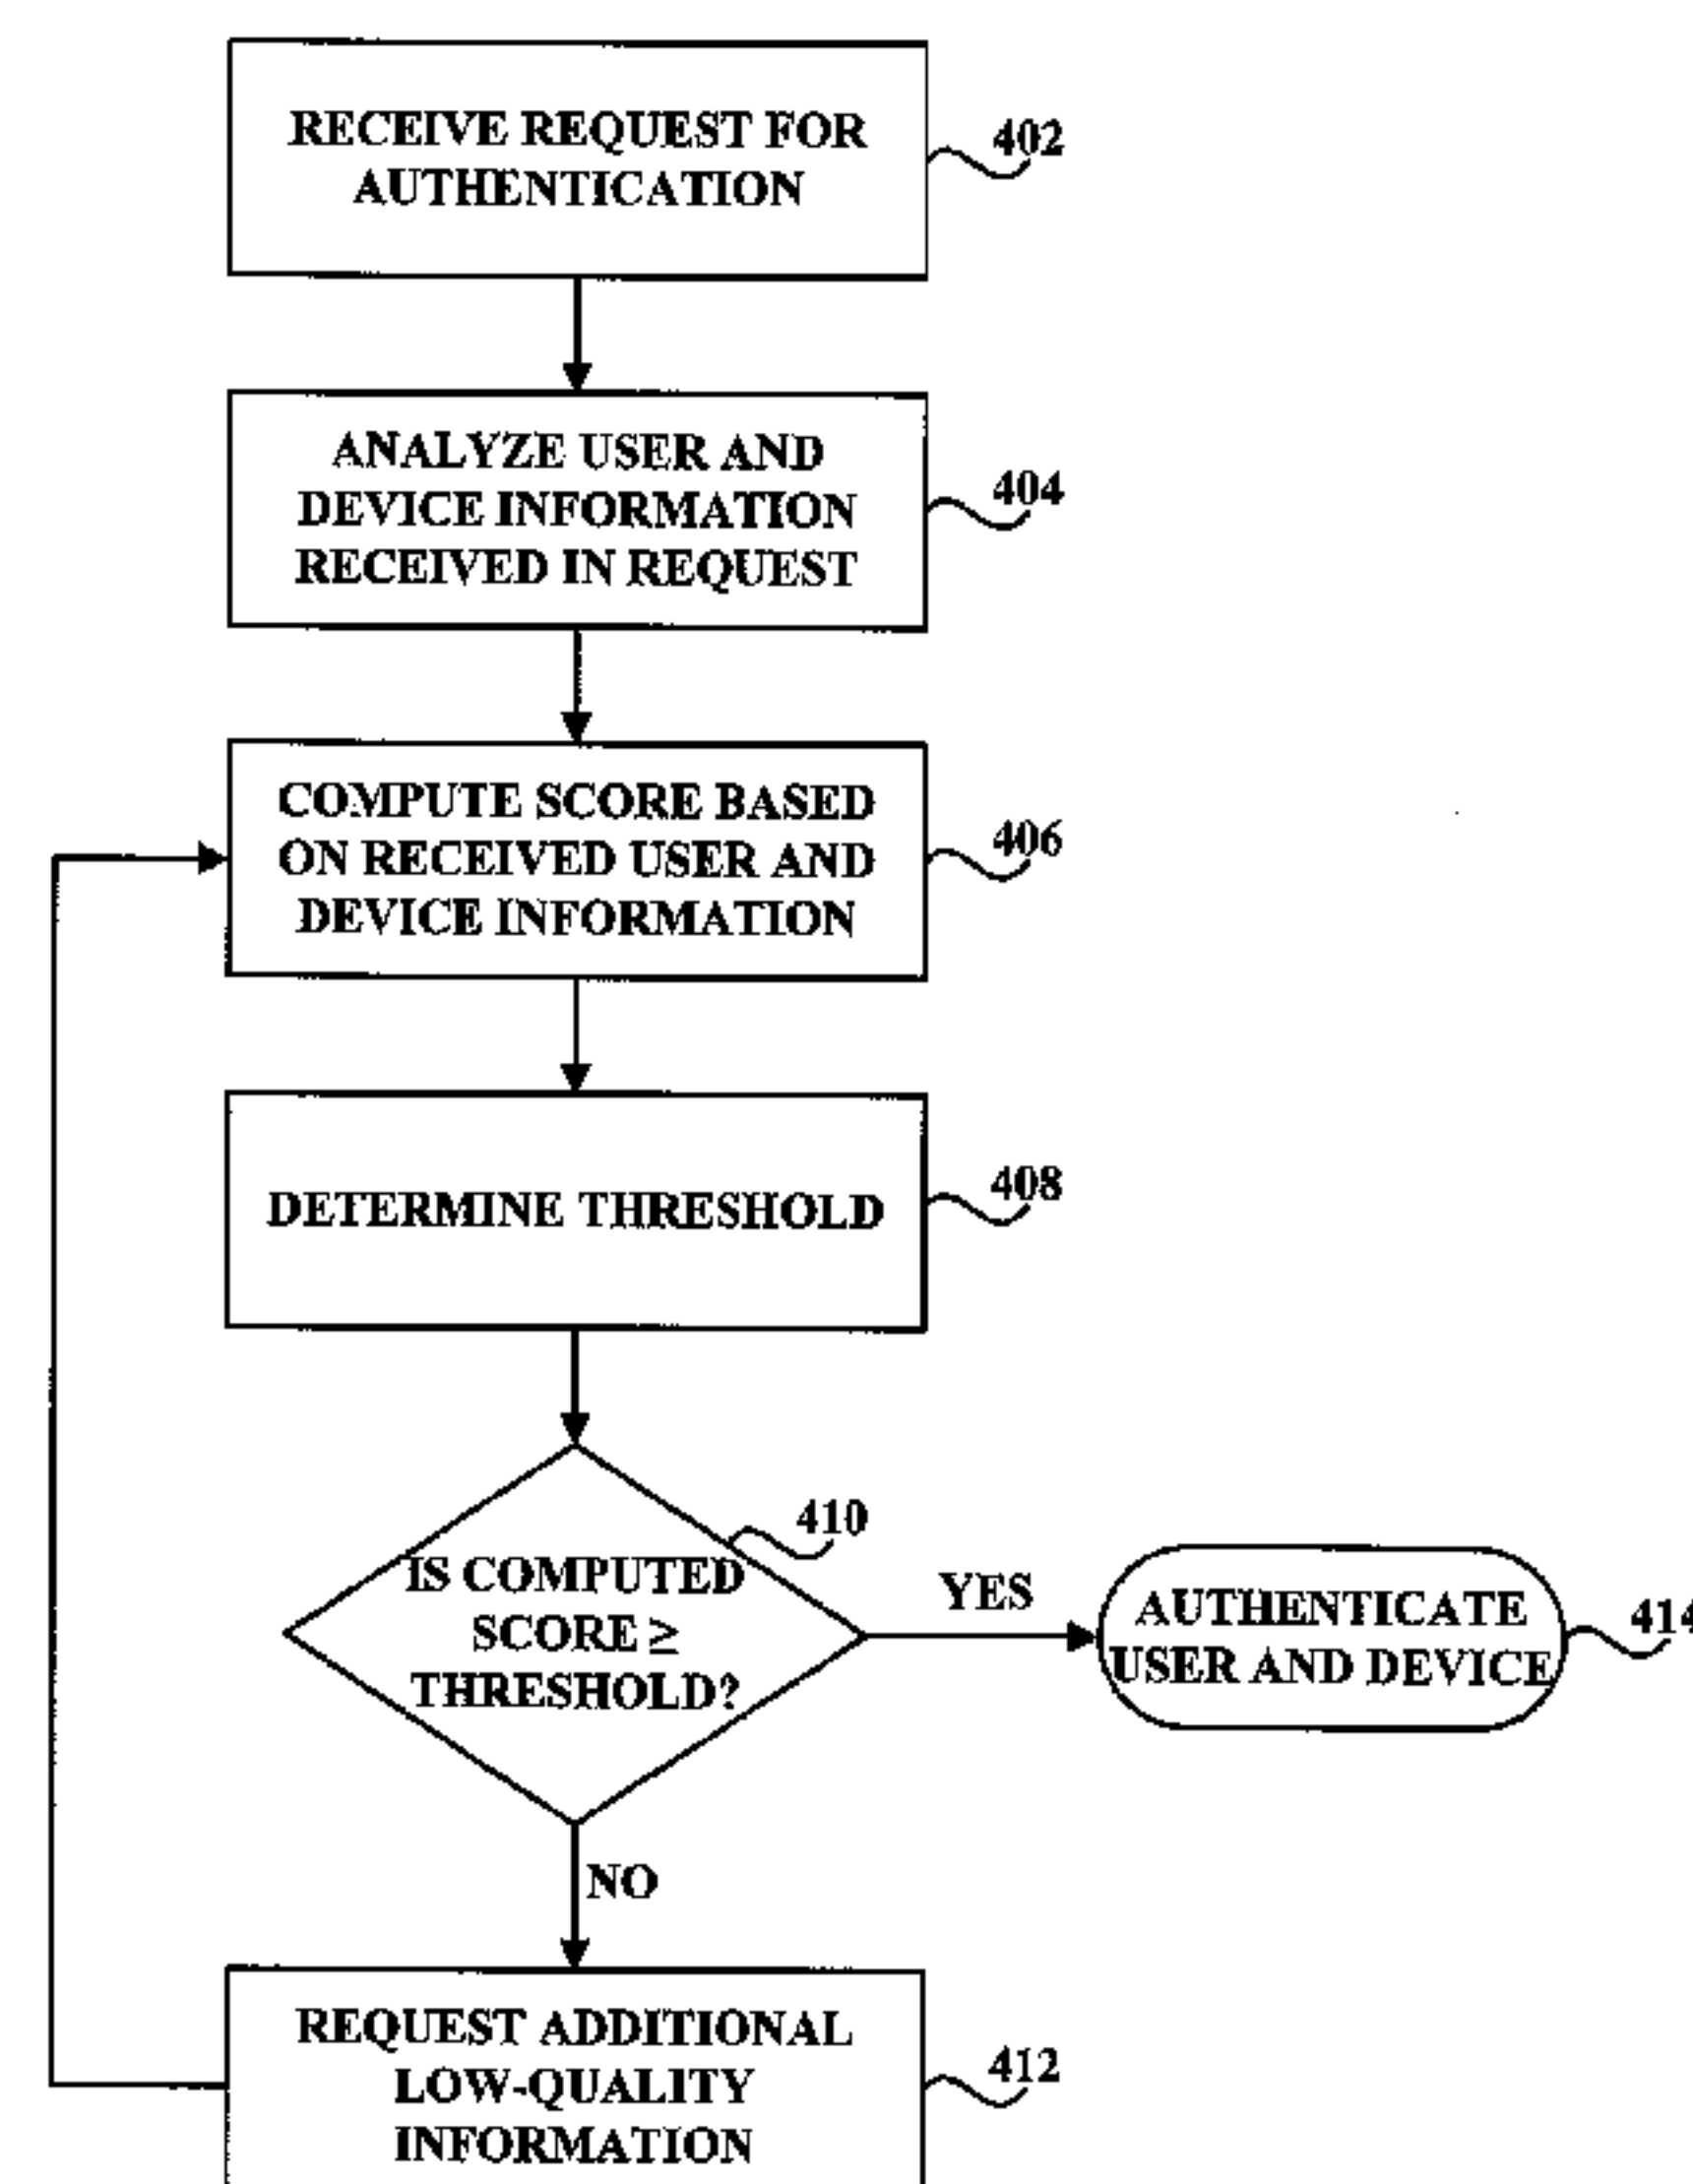 RECEIVE REQUEST FOR
AUTHENTICATION
402
ANALYZE USER AND
DEVICE INFORMATION
RECEIVED IN REQUEST
404
COMPUTE SCORE BASED
ON RECEIVED USER AND
DEVICE INFORMATION
406
DETERMINE THRESHOLD
408
410
IS COMPUTED
SCORE ≥
THRESHOLD?
YES
AUTHENTICATE
USER AND DEVICE
414
NO
REQUEST ADDITIONAL
LOW-QUALITY
INFORMATION
412